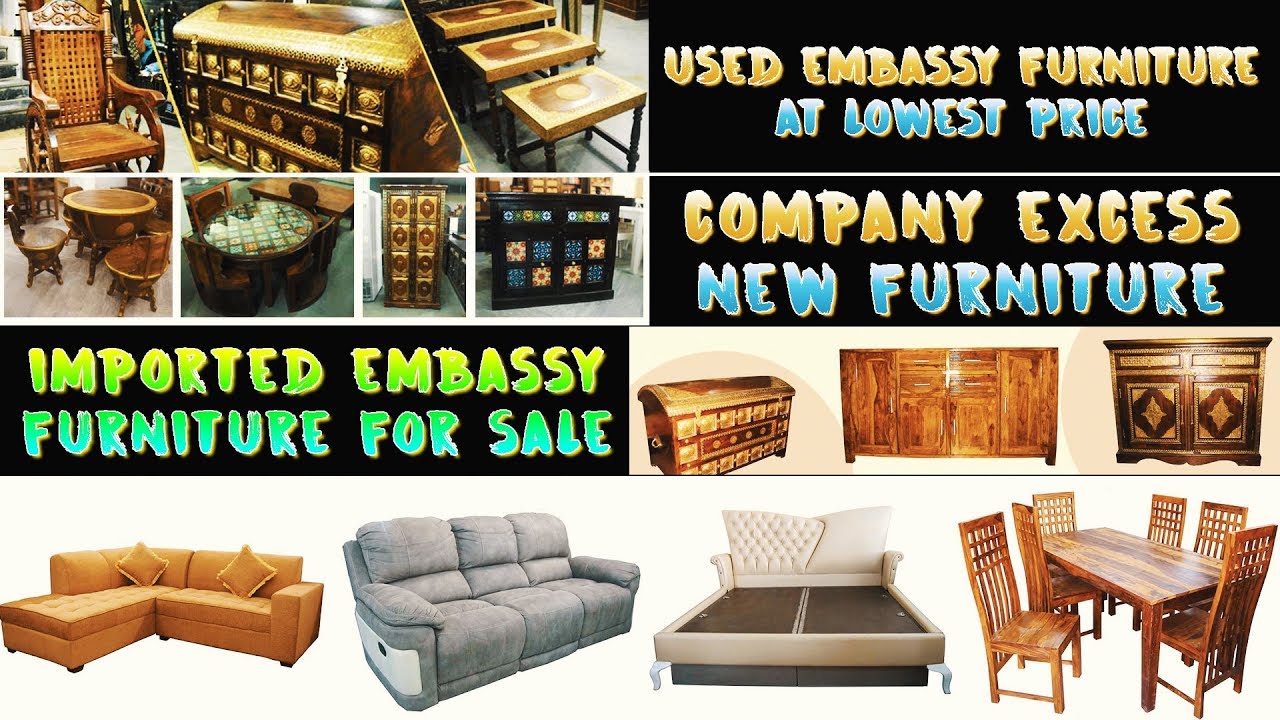 USED EMBASSY FURNITURE
AT LOWEST PRICE
COMPANY EXCESS
NEW FURNITURE
IMPORTED EMBASSY
FURNITURE FOR SALE